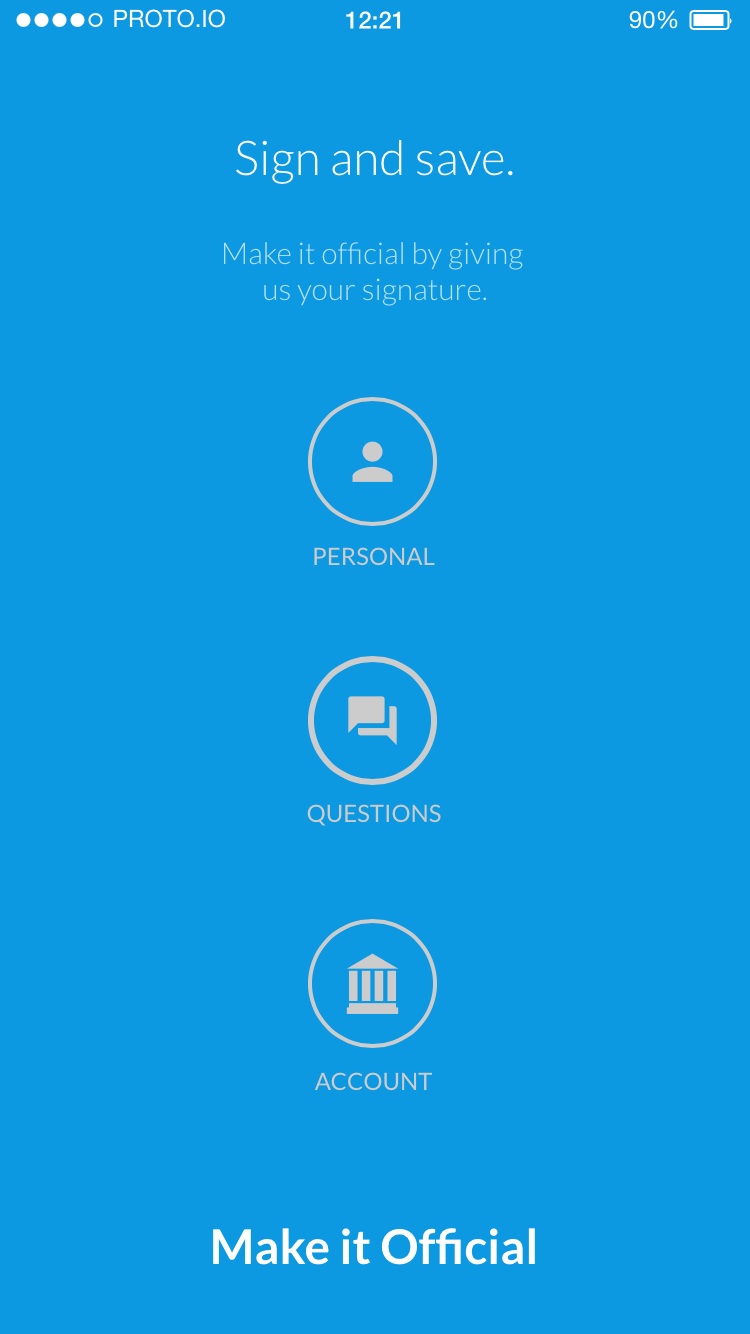 PROTO.IO 12:21 90%
Sign and save.
Make it official by giving
us your signature.
PERSONAL
QUESTIONS
ACCOUNT
Make it Official